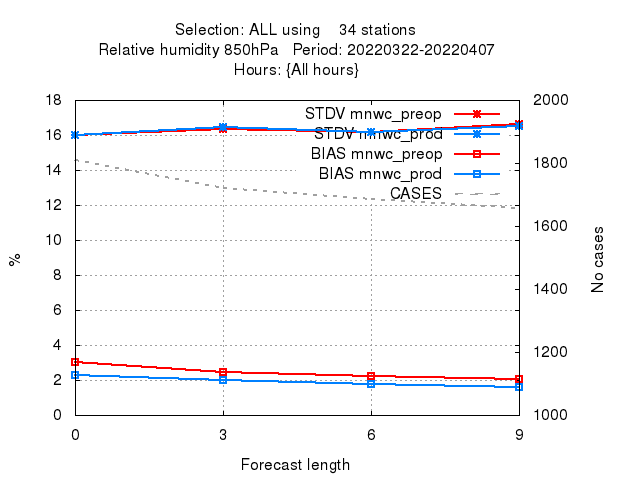 Selection: ALL using    34 stations
Relative humidity 850hPa   Period: 20220322-20220407
Hours: {All hours}
STDV mnwc_preop
STDV mnwc_prod
BIAS mnwc_preop
BIAS mnwc_prod
CASES
18
16
14
12
10
8
6
4
2
0
%
2000
1800
1600
1400
1200
1000
No cases
0 3 6 9
Forecast length